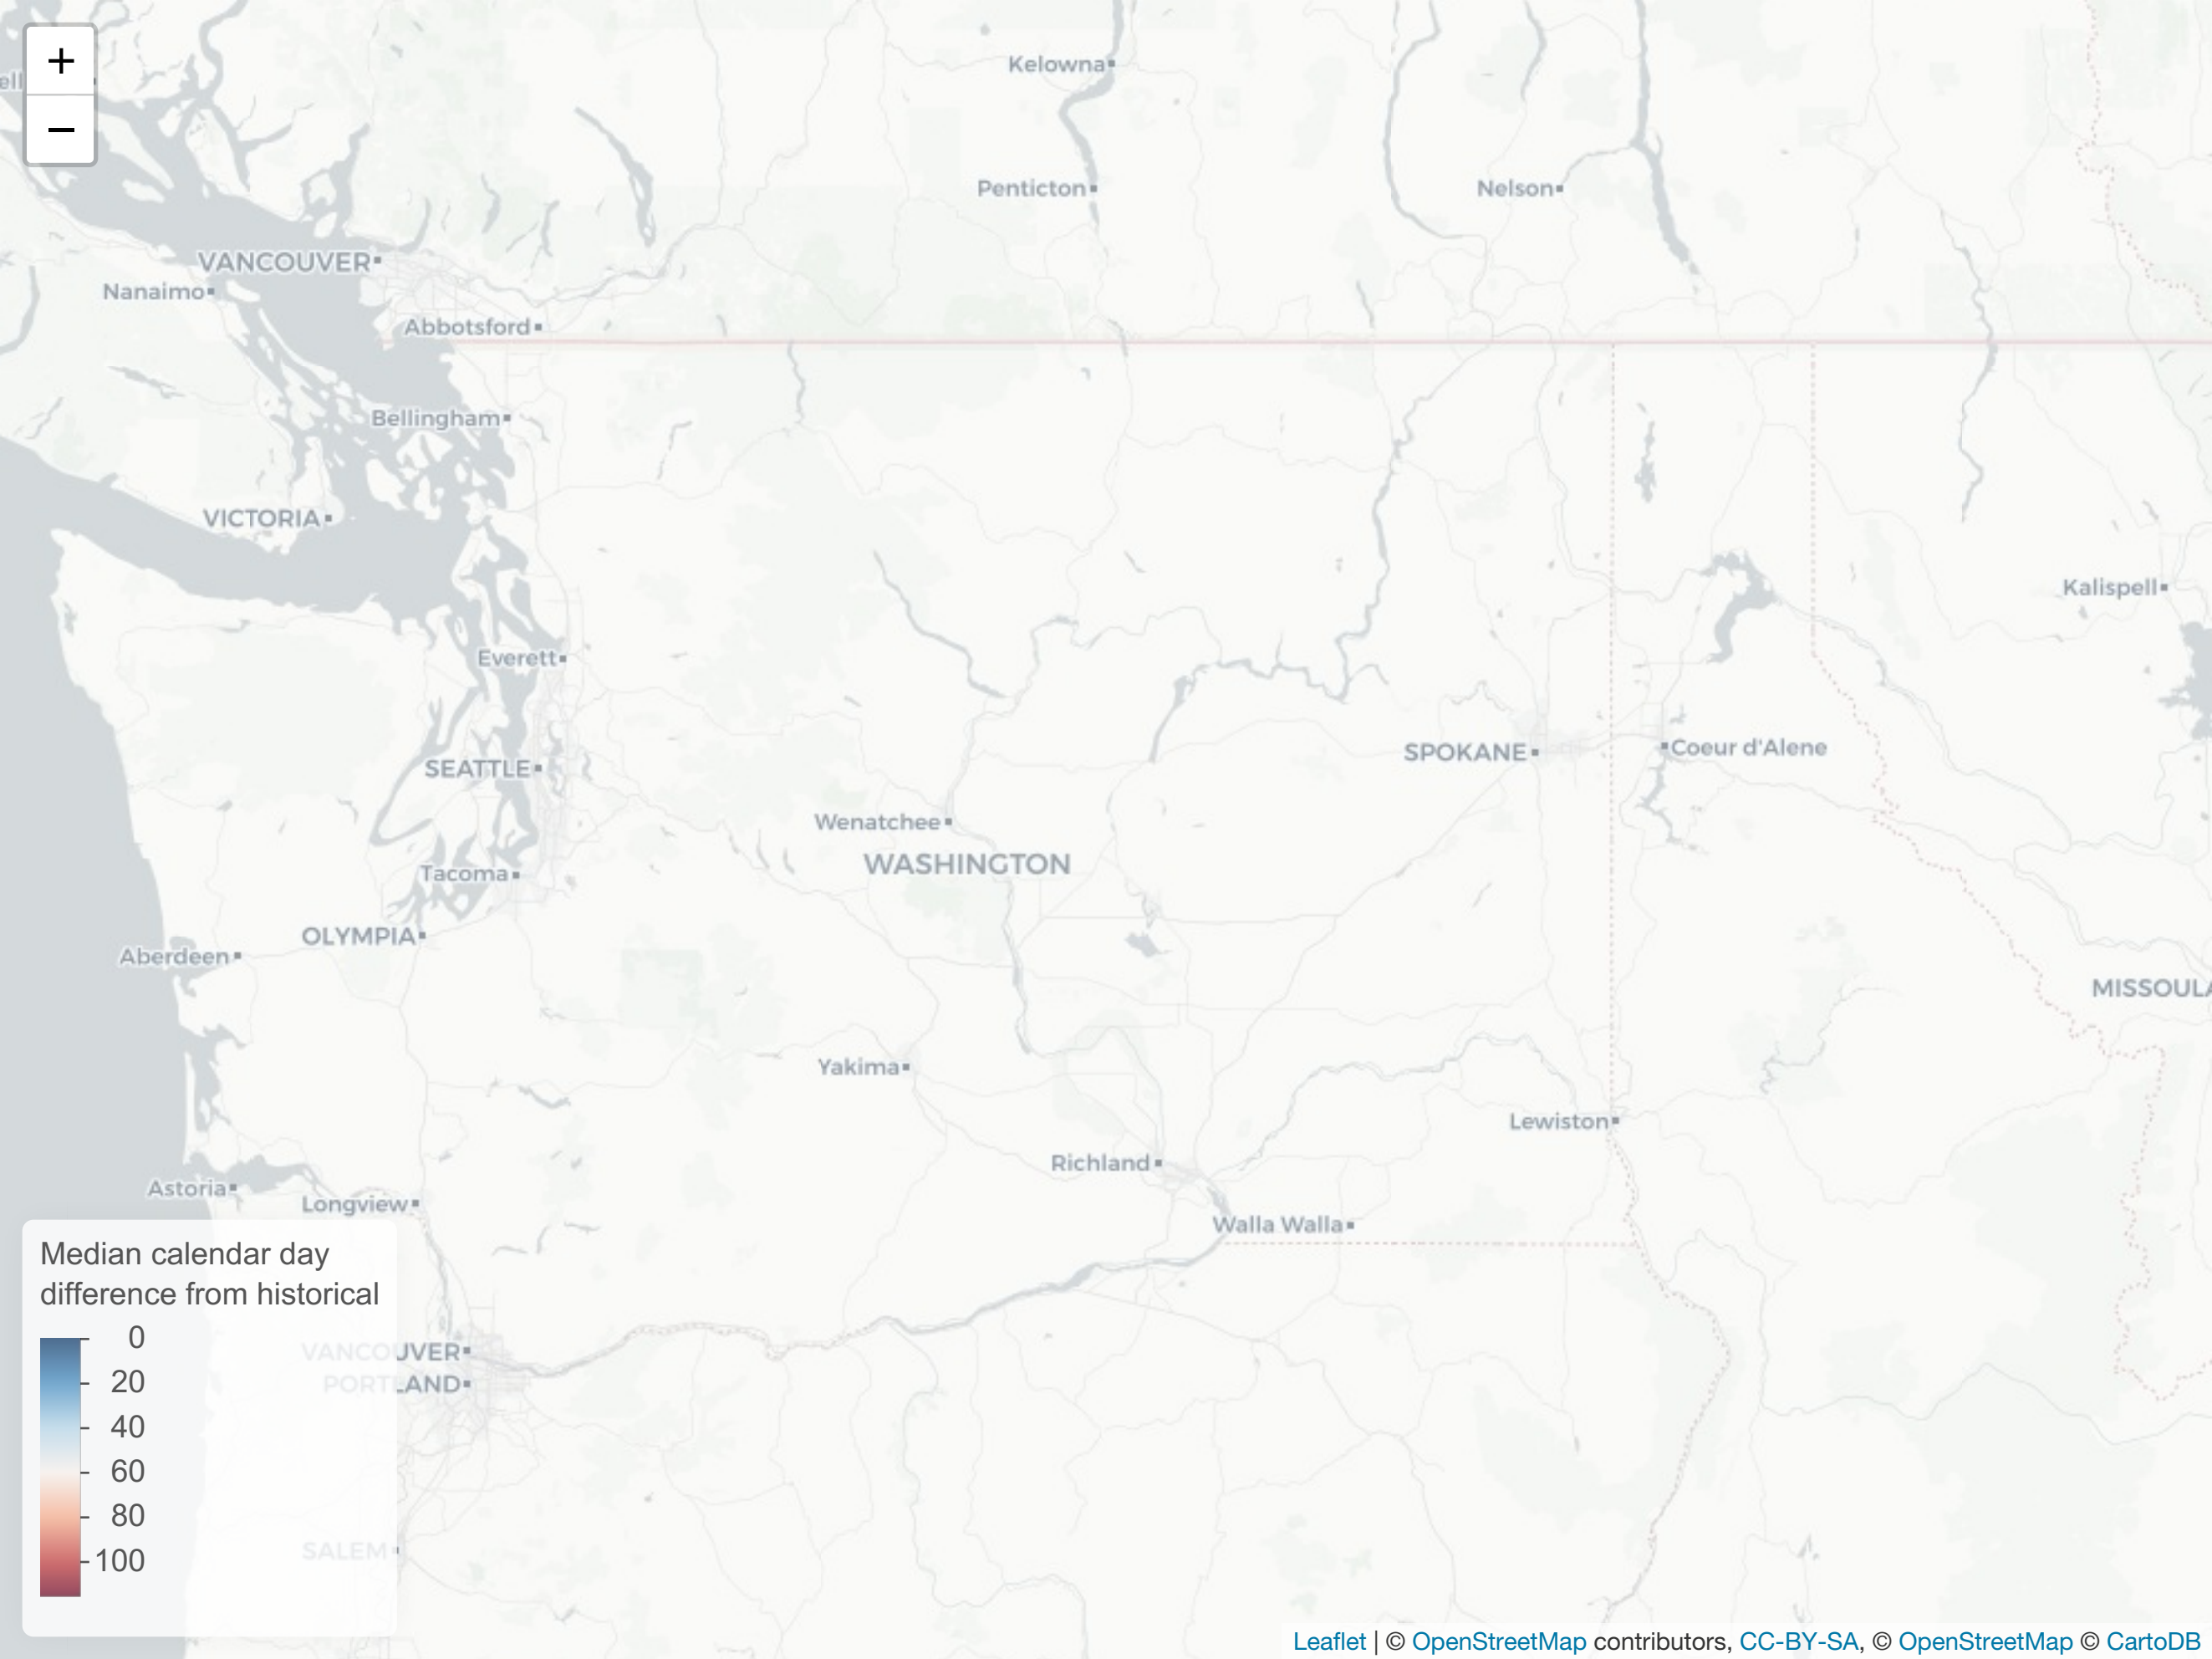 +
−
Kelowna
Penticton
Nelson
VANCOUVER
Nanaimo
Abbotsford
Bellingham
VICTORIA
Kalispell
Everett
SPOKANE
Coeur d'Alene
SEATTLE
Wenatchee
WASHINGTON
Tacoma
OLYMPIA
Aberdeen
MISSOULA
Yakima
Lewiston
Richland
Astoria
Longview
Walla Walla
Median calendar day
difference from historical
0
20
40
60
80
100
VANCOUVER
PORTLAND
SALEM
Leaflet | © OpenStreetMap contributors, CC-BY-SA, © OpenStreetMap © CartoDB